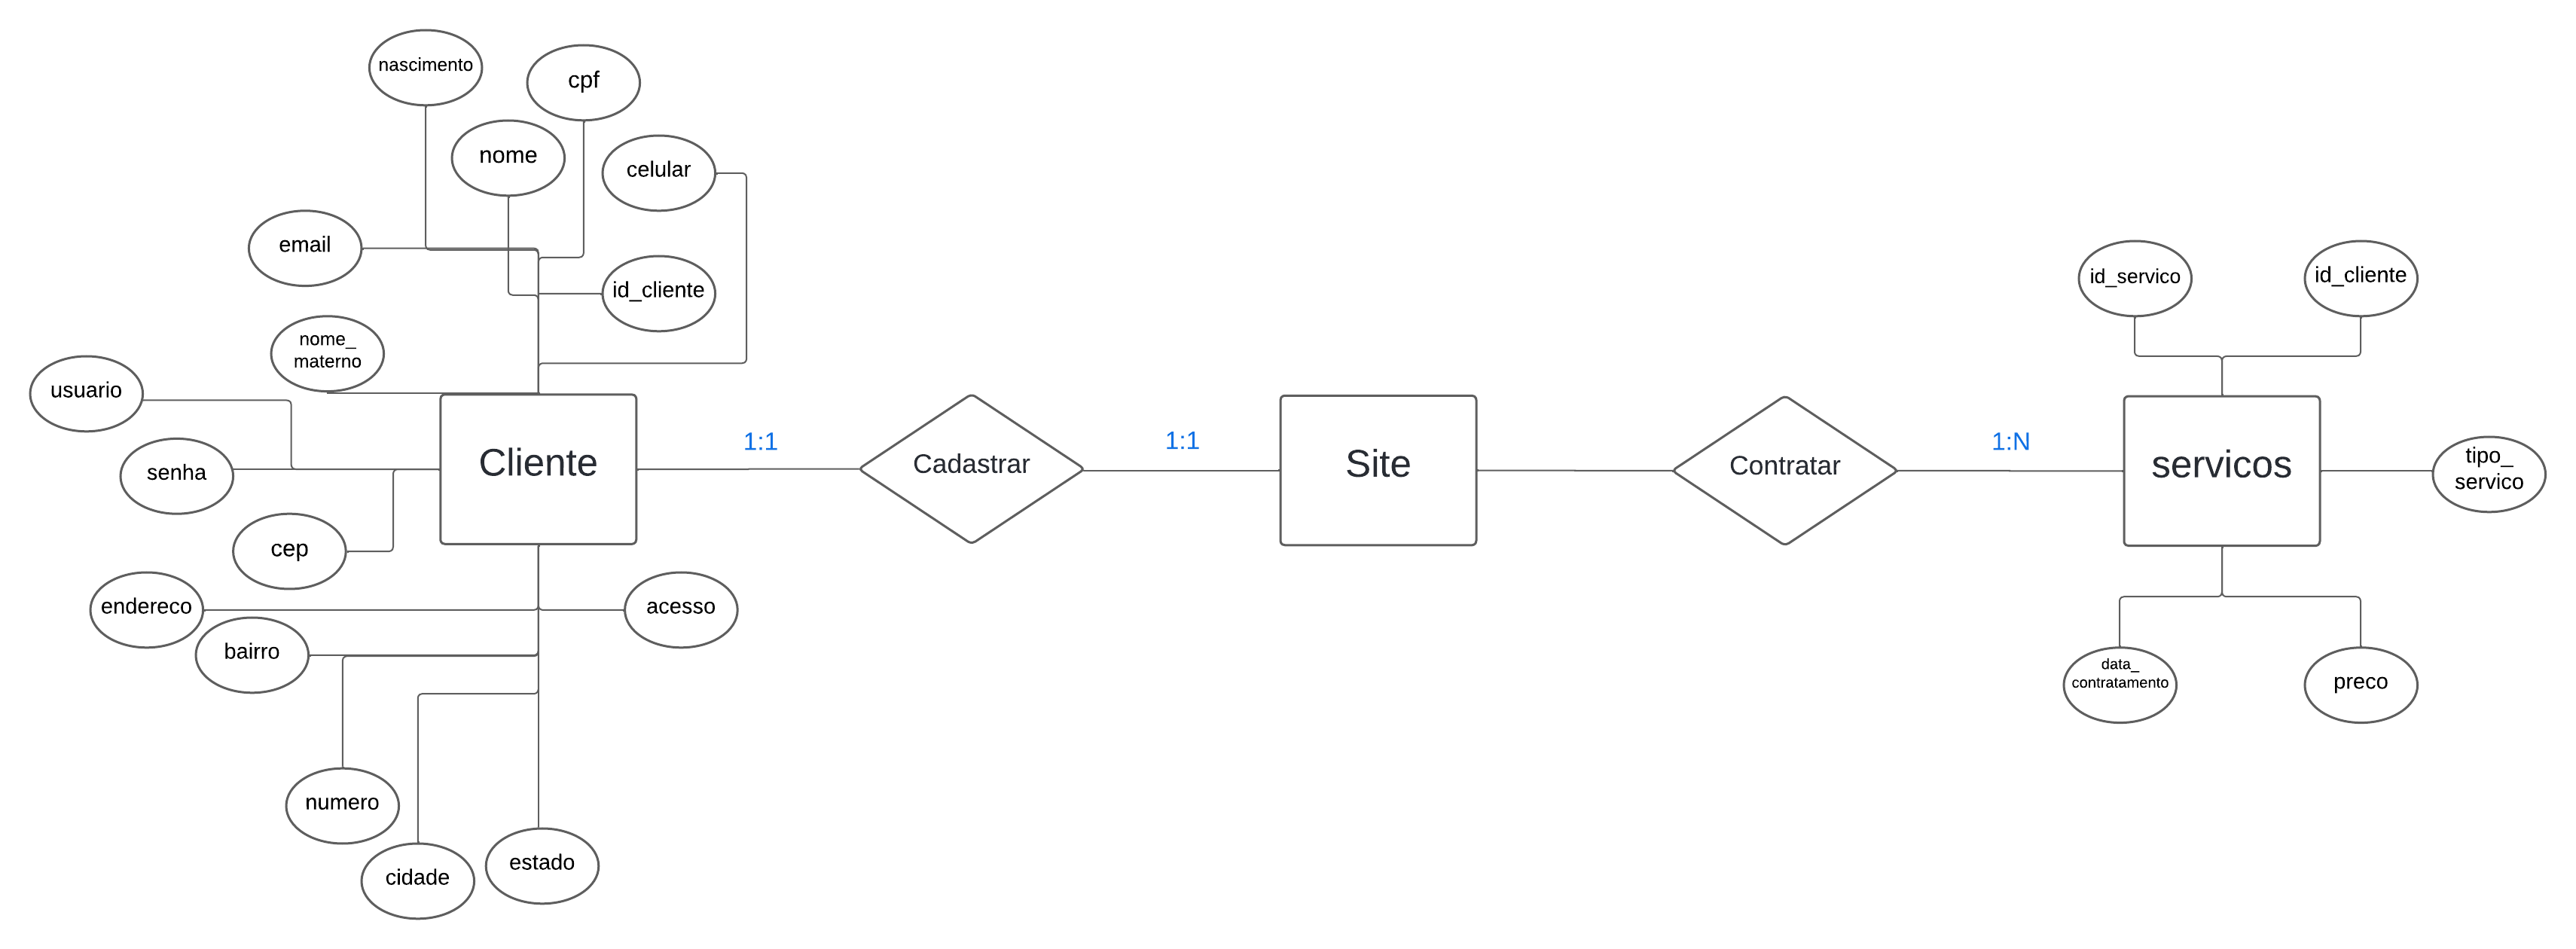 nascimento
cpf
nome
celular
email
id_cliente
nome_
materno
usuario
senha
cep
Cliente
endereco
acesso
bairro
numero
cidade
estado
1:1
Cadastrar
1:1
Site
Contratar
1:N
id_servico
id_cliente
servicos
tipo_
servico
data_
contratamento
preco